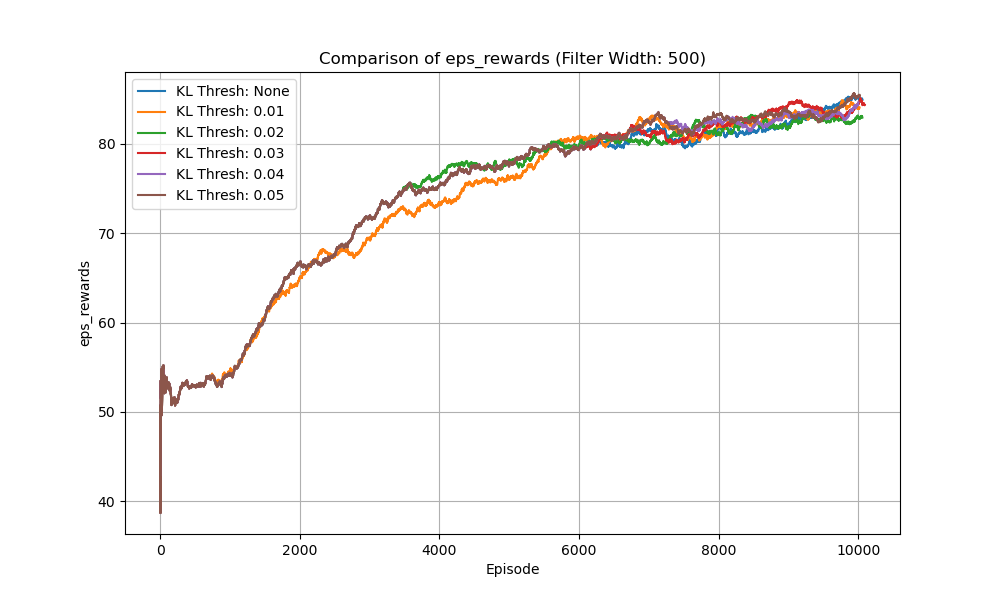 Comparison of eps_rewards (Filter Width: 500)
KL Thresh: None
KL Thresh: 0.01
KL Thresh: 0.02
KL Thresh: 0.03
KL Thresh: 0.04
KL Thresh: 0.05
eps_rewards
80
70
60
50
40
0 2000 4000 6000 8000 10000
Episode